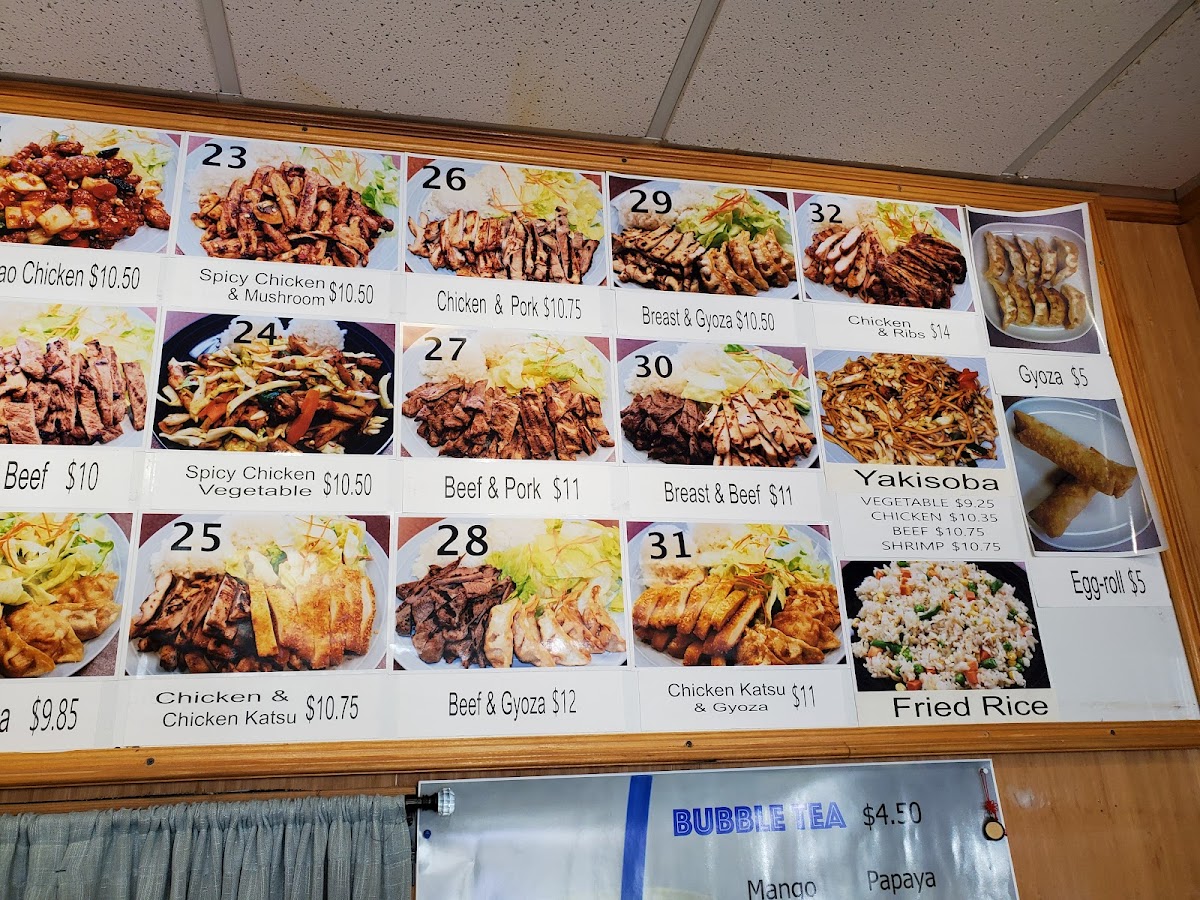 Chicken $10.50
Beef $10
$9.85
23
Spicy Chicken
& Mushroom $10.50
24
Spicy Chicken
Vegetable $10.50
25
Chicken &
Chicken Katsu $10.75
26
Chicken & Pork $10.75
27
Beef & Pork $11
28
Beef & Gyoza $12
29
Breast & Gyoza $10.50
30
Breast & Beef $11
31
Chicken Katsu
& Gyoza $11
32
Chicken
& Ribs $14
Yakisoba
VEGETABLE $9.25
CHICKEN $10.35
BEEF $10.75
SHRIMP $10.75
Fried Rice
Gyoza $5
Egg-roll $5
BUBBLE TEA $4.50
Mango Papaya